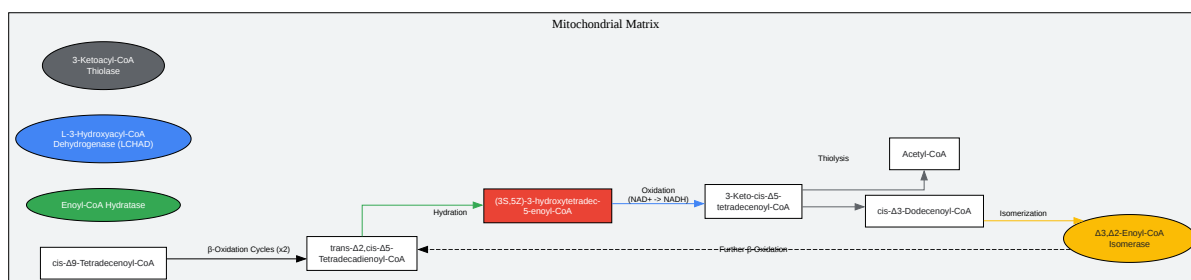 Mitochondrial Matrix
3-Ketoacyl-CoA
Thiolase
L-3-Hydroxyacyl-CoA
Dehydrogenase (LCHAD)
Enoyl-CoA Hydratase
cis-Δ9-Tetradecenoyl-CoA
β-Oxidation Cycles (x2)
trans-Δ2,cis-Δ5-
Tetradecadienoyl-CoA
Hydration
(3S,5Z)-3-hydroxytetradec-
5-enoyl-CoA
Oxidation
(NAD+ -> NADH)
3-Keto-cis-Δ5-
tetradecenoyl-CoA
Thiolysis
Acetyl-CoA
cis-Δ3-Dodecenoyl-CoA
Isomerization
Δ3,Δ2-Enoyl-CoA
Isomerase
Further β-Oxidation